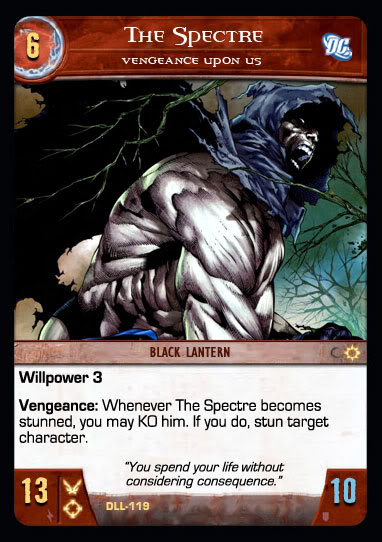 6
The Spectre
vengeance upon us
DC
BLACK LANTERN
C
Willpower 3
Vengeance: Whenever The Spectre becomes
stunned, you may KO him. If you do, stun target
character.
"You spend your life without
considering consequence."
13
DLL-119
10